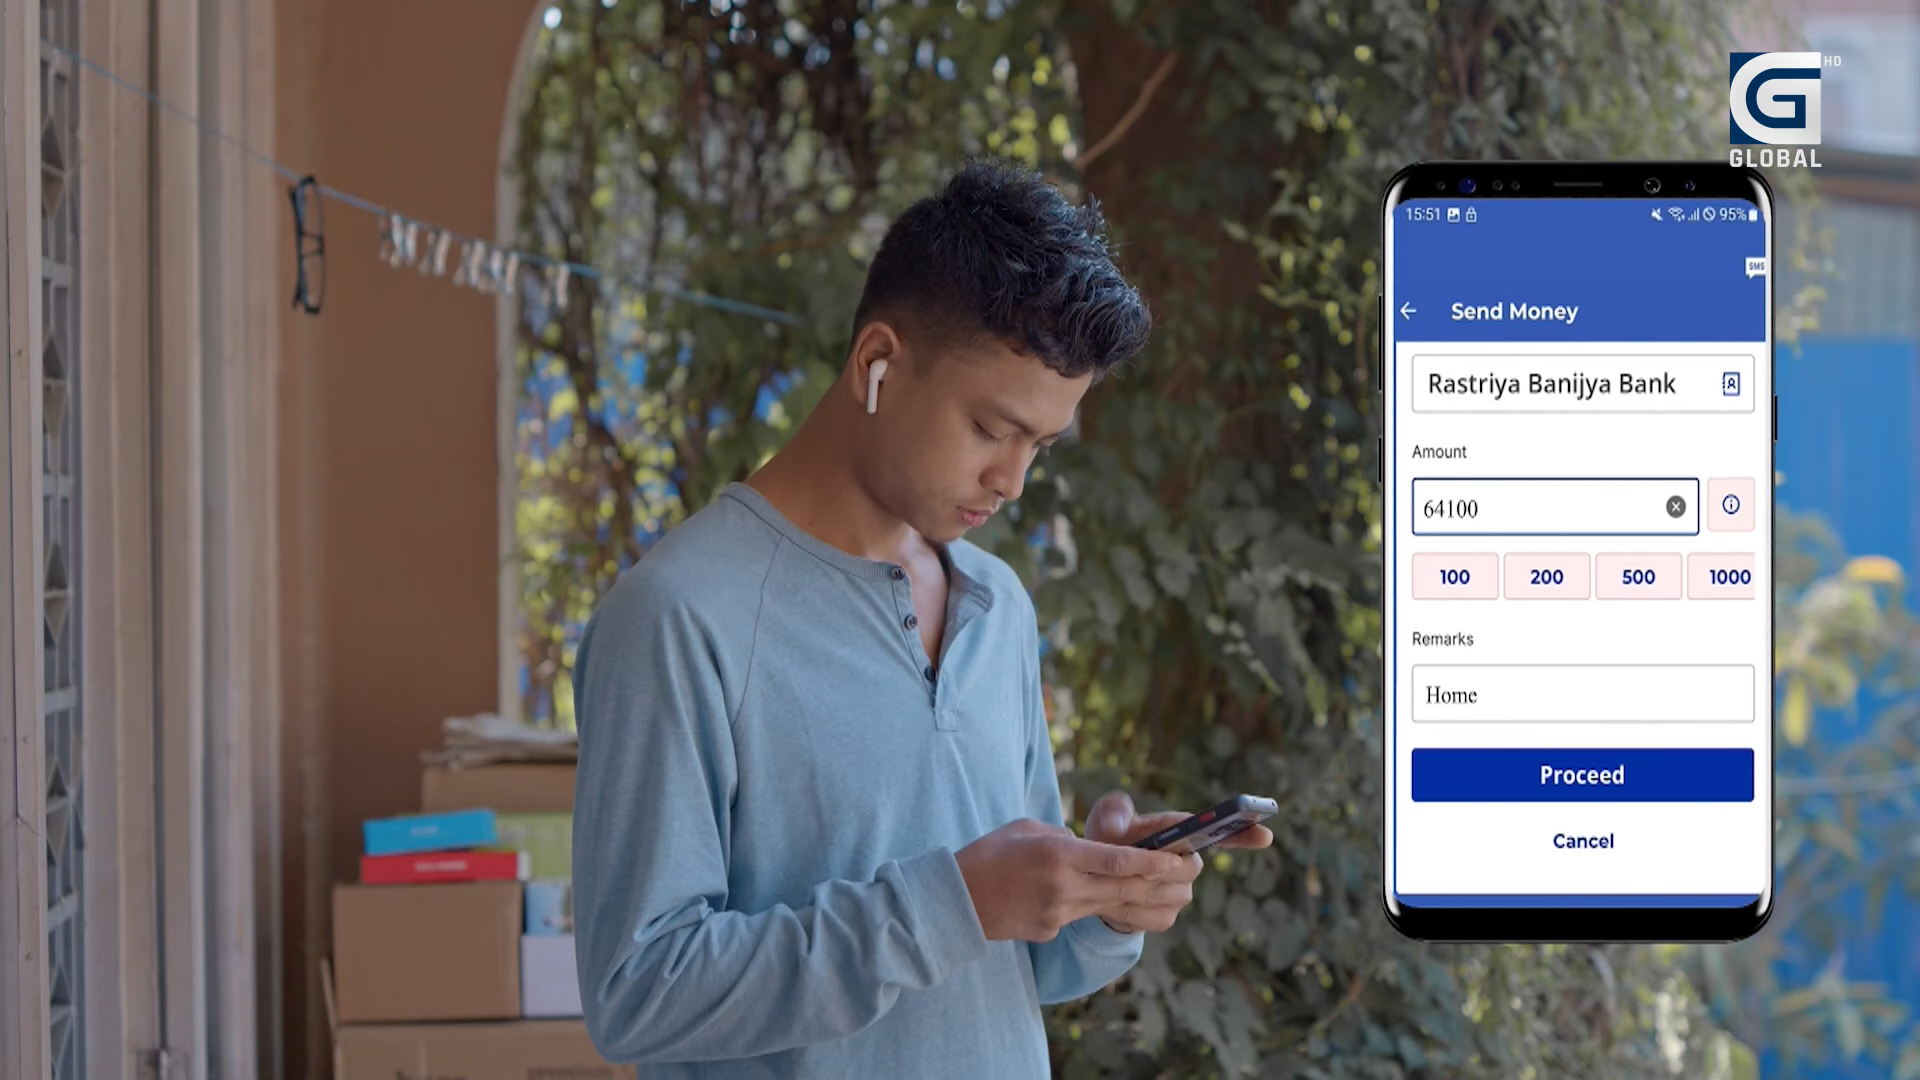 HD
GLOBAL
15:51
95%
SMS
Send Money
Rastriya Banijya Bank
Amount
64100
100 200 500 1000
Remarks
Home
Proceed
Cancel